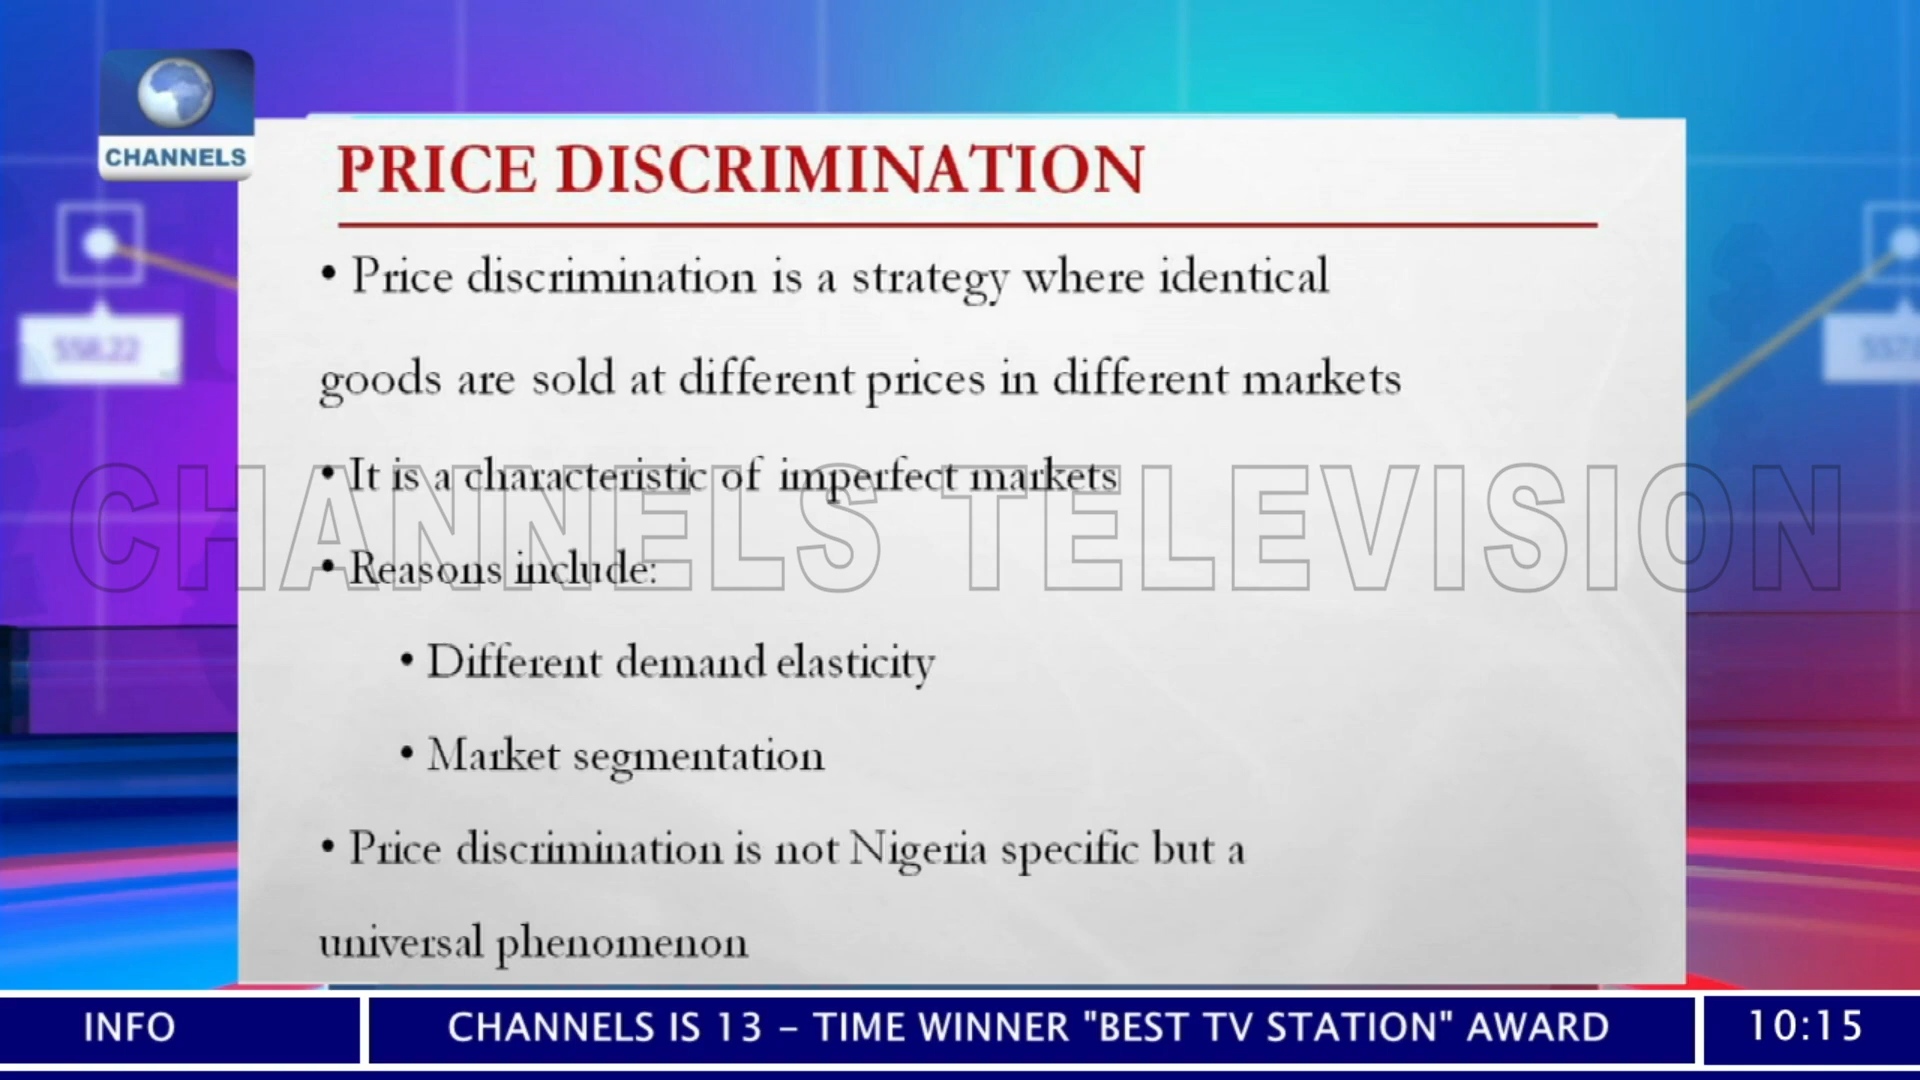 CHANNELS
PRICE DISCRIMINATION
• Price discrimination is a strategy where identical
goods are sold at different prices in different markets
• It is a characteristic of imperfect markets
CHANNELS TELEVISION
• Reasons include:
• Different demand elasticity
• Market segmentation
• Price discrimination is not Nigeria specific but a
universal phenomenon
INFO
CHANNELS IS 13 – TIME WINNER "BEST TV STATION" AWARD
10:15